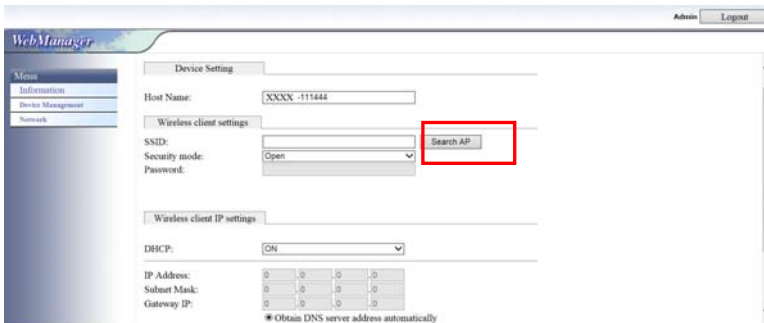 Admin Logout
WebManager
Menu
Information
Device Management
Network
Device Setting
Host Name: XXXX -111444
Wireless client settings
SSID: Search AP
Security mode: Open
Password:
Wireless client IP settings
DHCP: ON
IP Address: 0 .0 .0 .0
Subnet Mask: 0 .0 .0 .0
Gateway IP: 0 .0 .0 .0
Obtain DNS server address automatically